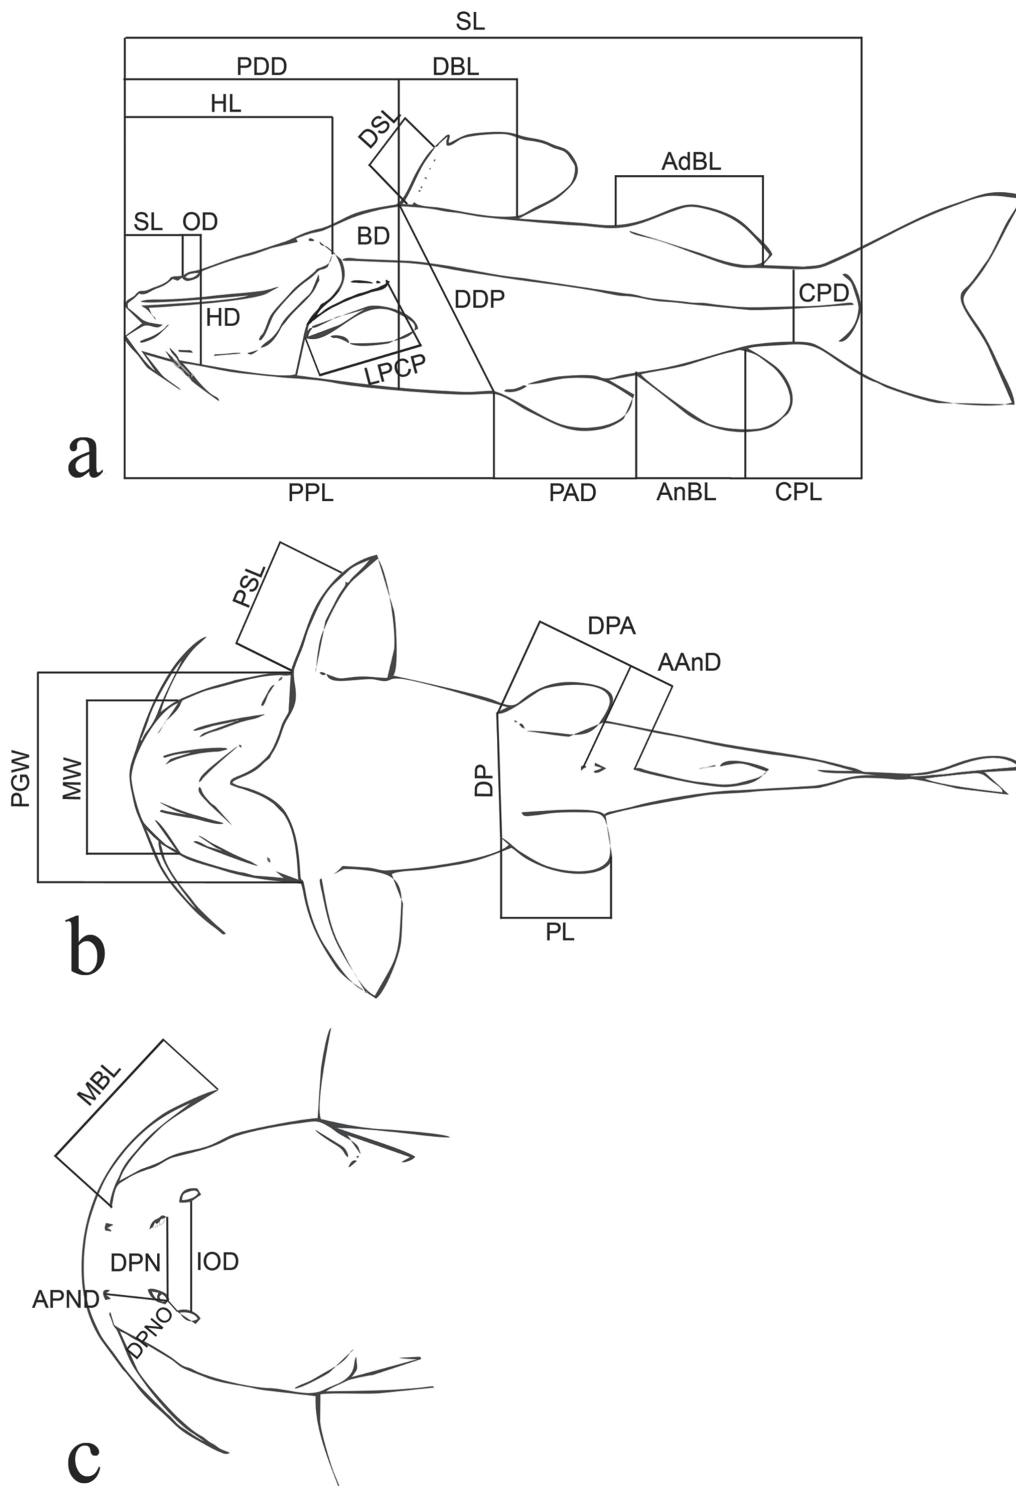 SL
PDD
DBL
HL
DSL
AdBL
SL
OD
BD
DDP
CPD
HD
LPCP
a
PPL
PAD
AnBL
CPL
PSL
DPA
AAnD
PGW
MW
DP
PL
b
MBL
DPN
IOD
APND
DPNO
c